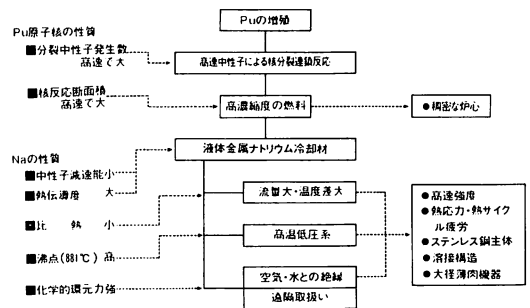 Puの増殖
Pu原子核の性質
■分裂中性子発生数
高速で大
高速中性子による核分裂連鎖反応
■核反応断面積
高速で大
高濃縮度の燃料
●稠密な炉心
液体金属ナトリウム冷却材
Naの性質
■中性子減速能小
■熱伝導度 大
流量大・温度差大
■比熱 小
■沸点(881℃)高
高温低圧系
空気・水との絶縁
■化学的還元力強
遠隔取扱い
●高速強度
●熱応力・熱サイクル疲労
●ステンレス鋼主体
●溶接構造
●大径薄肉機器